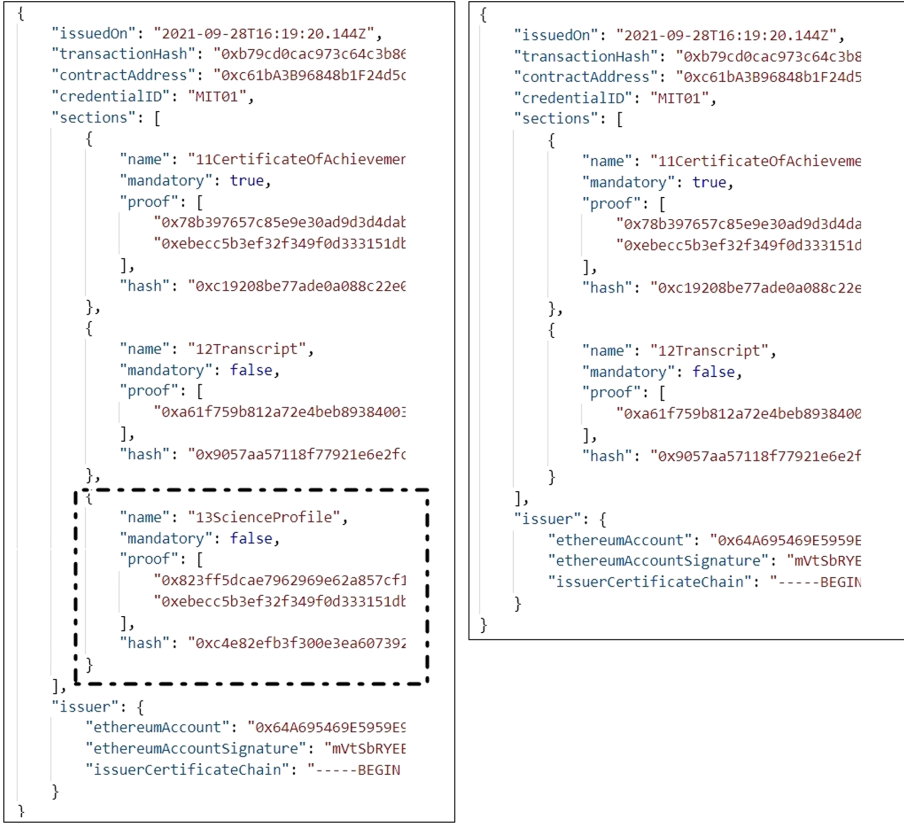 {
"issuedOn": "2021-09-28T16:19:20.144Z",
"transactionHash": "0xb79cd0cac973c64c3b86
"contractAddress": "0xc61bA3B96848b1F24d5c
"credentialID": "MIT01",
"sections": [
{
"name": "11CertificateOfAchievemen
"mandatory": true,
"proof": [
"0x78b397657c85e9e30ad9d3d4dab
"0xebecc5b3ef32f349f0d333151db
],
"hash": "0xc19208be77ade0a088c22e0
},
{
"name": "12Transcript",
"mandatory": false,
"proof": [
"0xa61f759b812a72e4beb89384003
],
"hash": "0x9057aa57118f77921e6e2fc
},
{
"name": "13ScienceProfile",
"mandatory": false,
"proof": [
"0x823ff5dcae7962969e62a857cf1
"0xebecc5b3ef32f349f0d333151db
],
"hash": "0xc4e82efb3f300e3ea607392
}
],
"issuer": {
"ethereumAccount": "0x64A695469E5959E9
"ethereumAccountSignature": "mVtSbRYEE
"issuerCertificateChain": "-----BEGIN
}
}
{
"issuedOn": "2021-09-28T16:19:20.144Z",
"transactionHash": "0xb79cd0cac973c64c3b8
"contractAddress": "0xc61bA3B96848b1F24d5
"credentialID": "MIT01",
"sections": [
{
"name": "11CertificateOfAchieveme
"mandatory": true,
"proof": [
"0x78b397657c85e9e30ad9d3d4da
"0xebecc5b3ef32f349f0d333151d
],
"hash": "0xc19208be77ade0a088c22e
},
{
"name": "12Transcript",
"mandatory": false,
"proof": [
"0xa61f759b812a72e4beb8938400
],
"hash": "0x9057aa57118f77921e6e2f
}
],
"issuer": {
"ethereumAccount": "0x64A695469E5959E
"ethereumAccountSignature": "mVtSbRYE
"issuerCertificateChain": "-----BEGIN
}
}